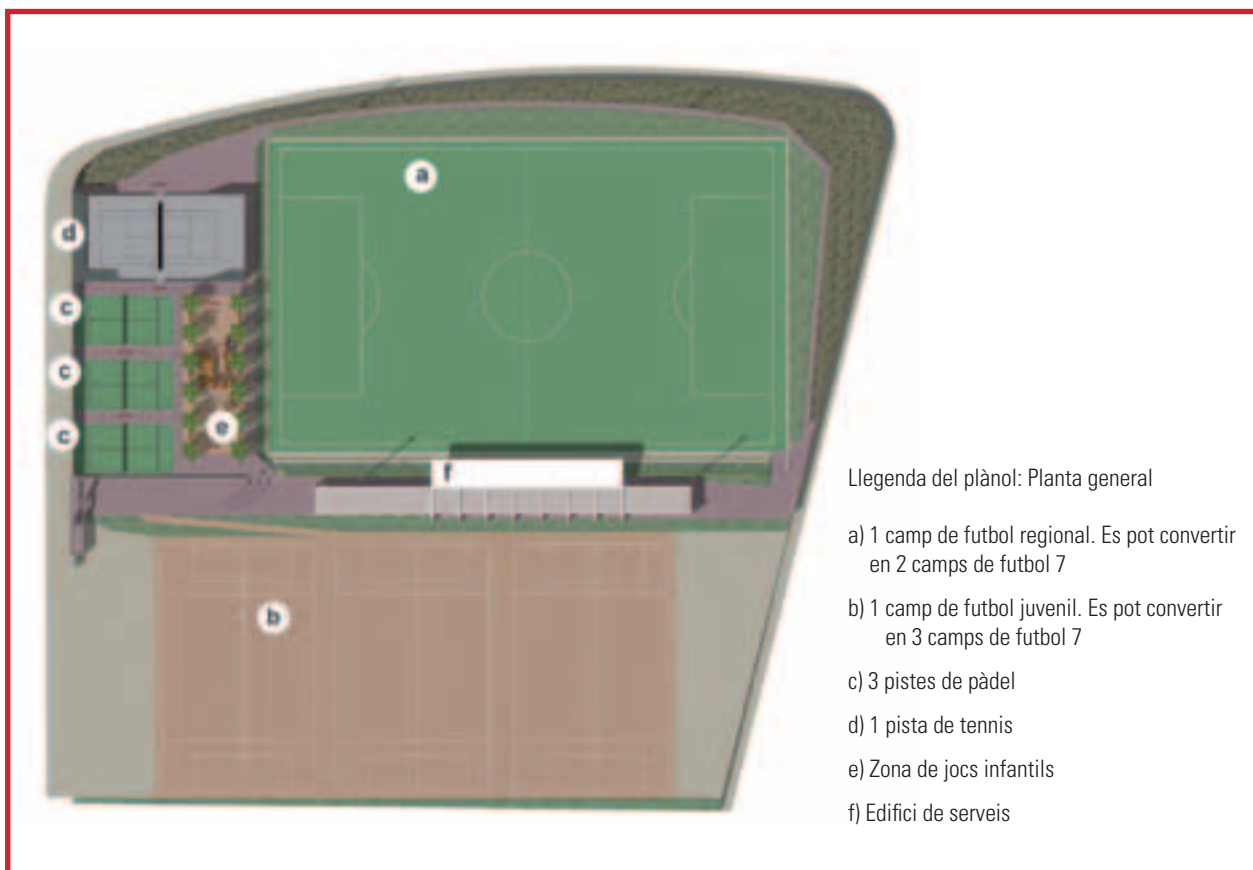 a
d
c
c
c
e
f
b
Llegenda del plànol: Planta general
a) 1 camp de futbol regional. Es pot convertir
en 2 camps de futbol 7
b) 1 camp de futbol juvenil. Es pot convertir
en 3 camps de futbol 7
c) 3 pistes de pàdel
d) 1 pista de tennis
e) Zona de jocs infantils
f) Edifici de serveis